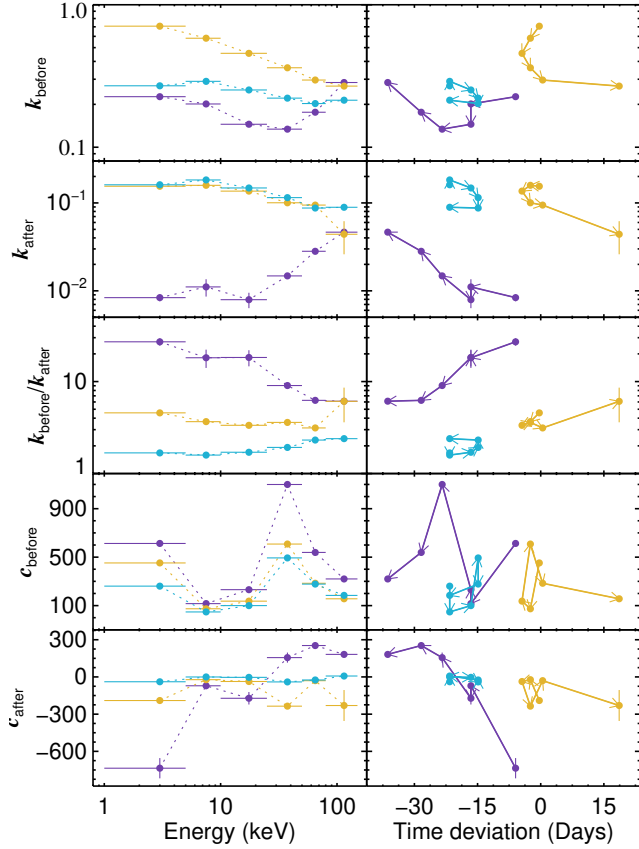 1.0
k_before
0.1
10⁻¹
k_after
10⁻²
10
k_before/k_after
1
900
500
c_before
100
300
0
c_after
−300
−600
1 10 100 −30 −15 0 15
Energy (keV) Time deviation (Days)